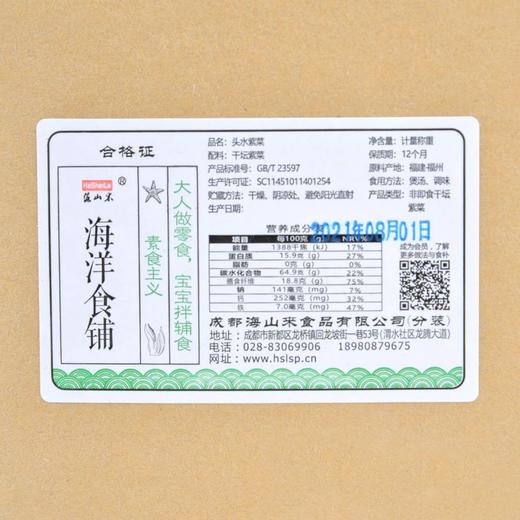 合格证
HaiShanLe
®
海山禾
海洋食铺
素食主义
大人做零食，宝宝拌辅食
品名：头水紫菜
配料：干坛紫菜
产品标准号：GB/T 23597
生产许可证：SC11451011401254
贮藏方法：干燥、阴凉处、避免阳光直射
生产日期：
净含量：计量称重
保质期：12个月
原产地：福建·福州
食用方法：煲汤、调味
产品类型：非即食干坛
紫菜
2021年08月01日
营养成分
项目 每100克(g) NRV%
能量 1388千焦(kJ) 17%
蛋白质 15.9克(g) 27%
脂肪 0克(g) 0%
碳水化合物 64.9克(g) 22%
膳食纤维 18.8克(g) 75%
钠 141毫克(mg) 7%
钙 252毫克(mg) 32%
铁 7.0毫克(mg) 47%
成为会员，了解
更多做法与食补
成都海山禾食品有限公司(分装)
地址：成都市新都区龙桥镇回龙坡街一巷53号(渭水社区龙腾大道)
电话：028-83069906 18980879675
www.hslsp.cn